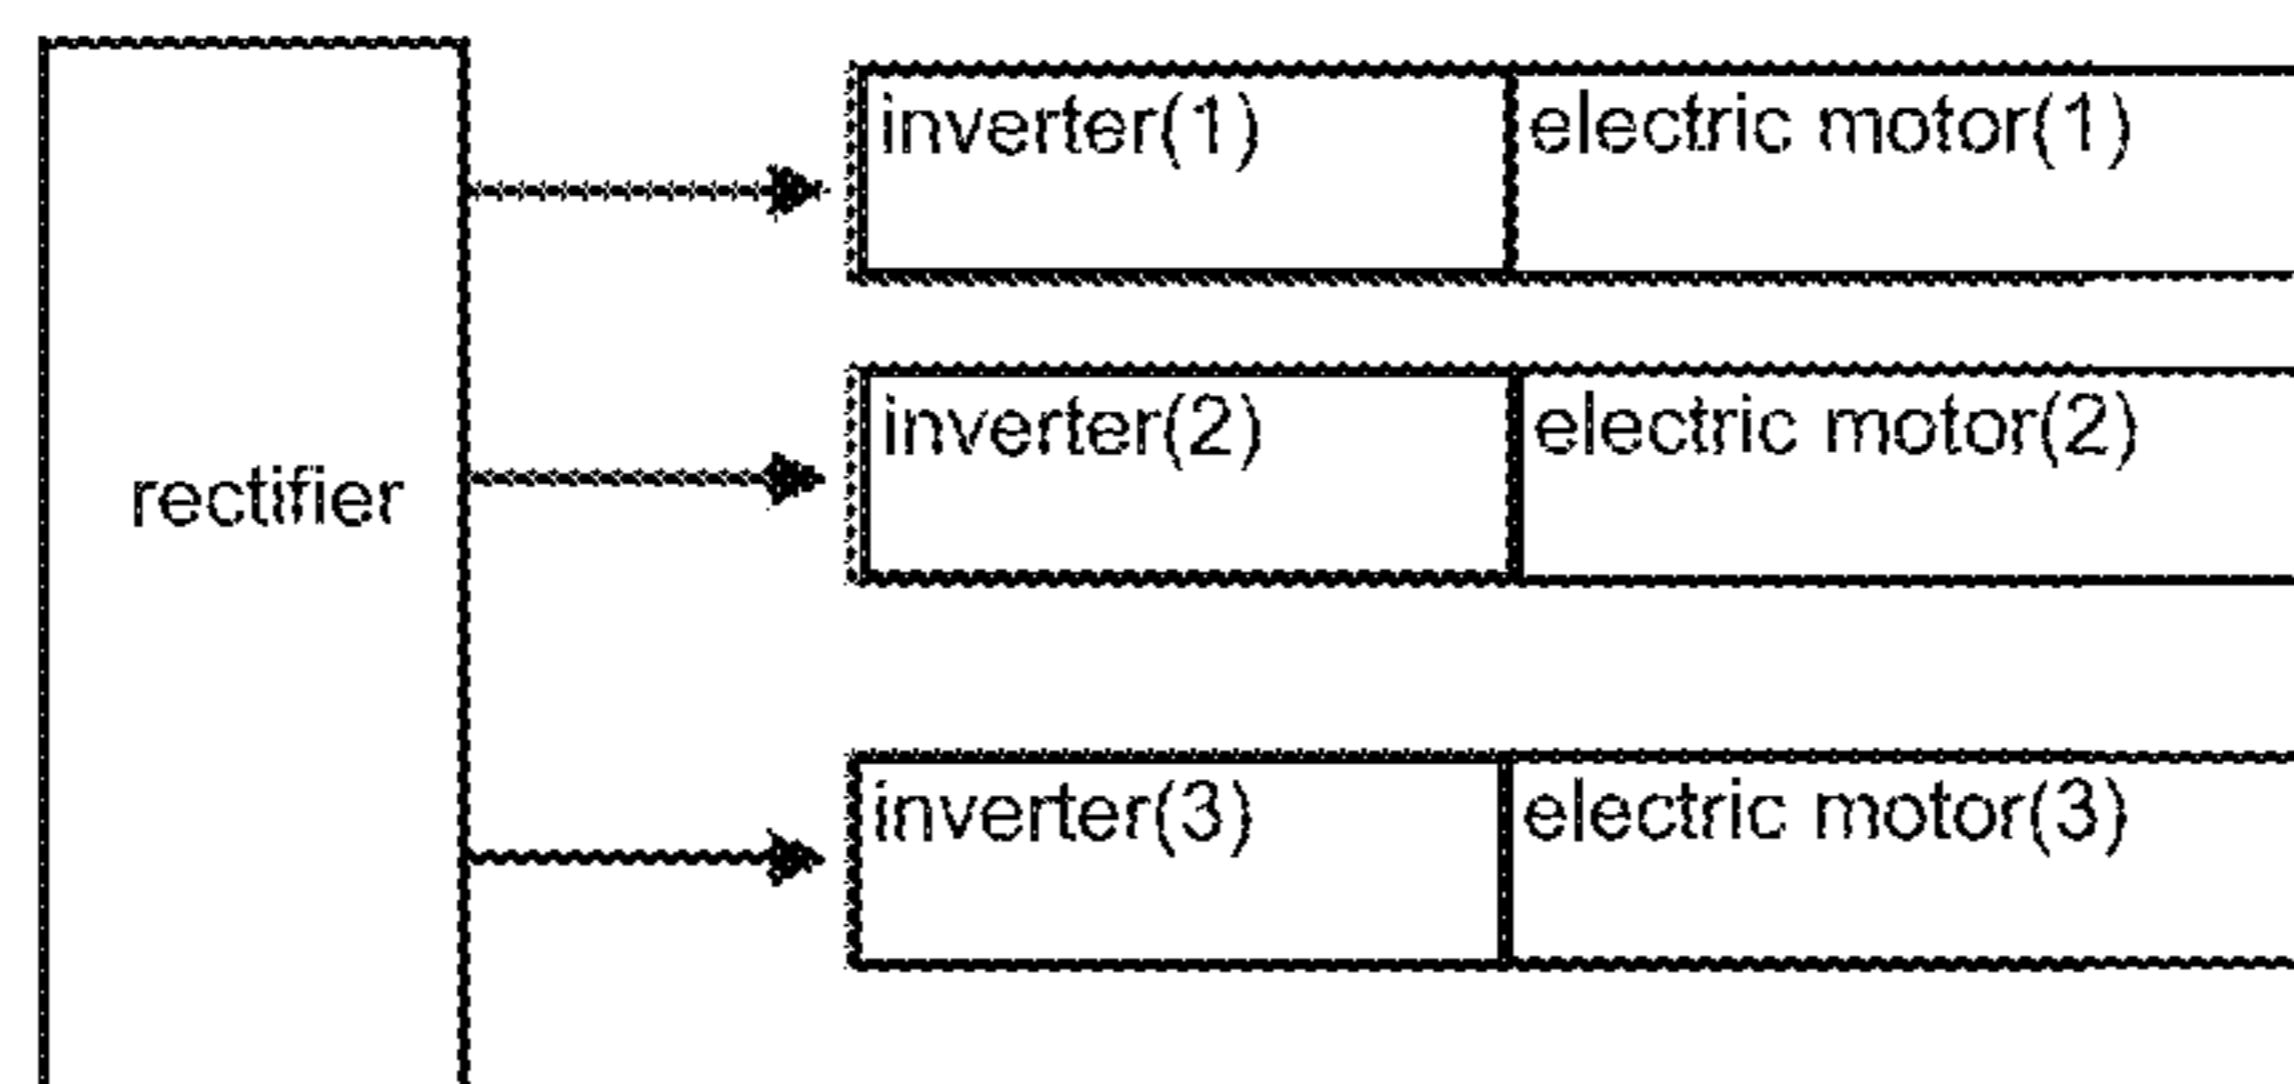 inverter(1) electric motor(1)
inverter(2) electric motor(2)
rectifier
inverter(3) electric motor(3)